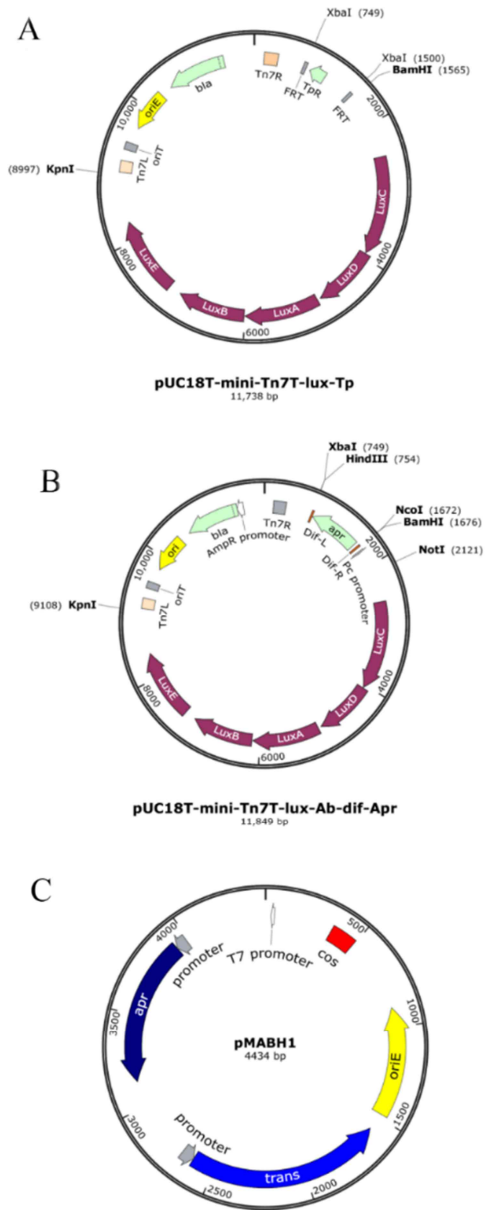 A
XbaI (749)
XbaI (1500)
BamHI (1565)
Tn7R
FRT
TpR
FRT
bla
oriE
oriT
Tn7L
(8997) KpnI
2000
4000
6000
8000
10,000
LuxC
LuxD
LuxA
LuxB
LuxE
pUC18T-mini-Tn7T-lux-Tp
11,738 bp
B
XbaI (749)
HindIII (754)
NcoI (1672)
BamHI (1676)
NotI (2121)
Tn7R
Dif-L
apr
Dif-R
Pc promoter
bla
AmpR promoter
ori
oriT
Tn7L
(9108) KpnI
2000
4000
6000
8000
10,000
LuxC
LuxD
LuxA
LuxB
LuxE
pUC18T-mini-Tn7T-lux-Ab-dif-Apr
11,849 bp
C
T7 promoter
cos
500
1000
oriE
1500
2000
trans
2500
promoter
3000
3500
apr
4000
promoter
pMABH1
4434 bp